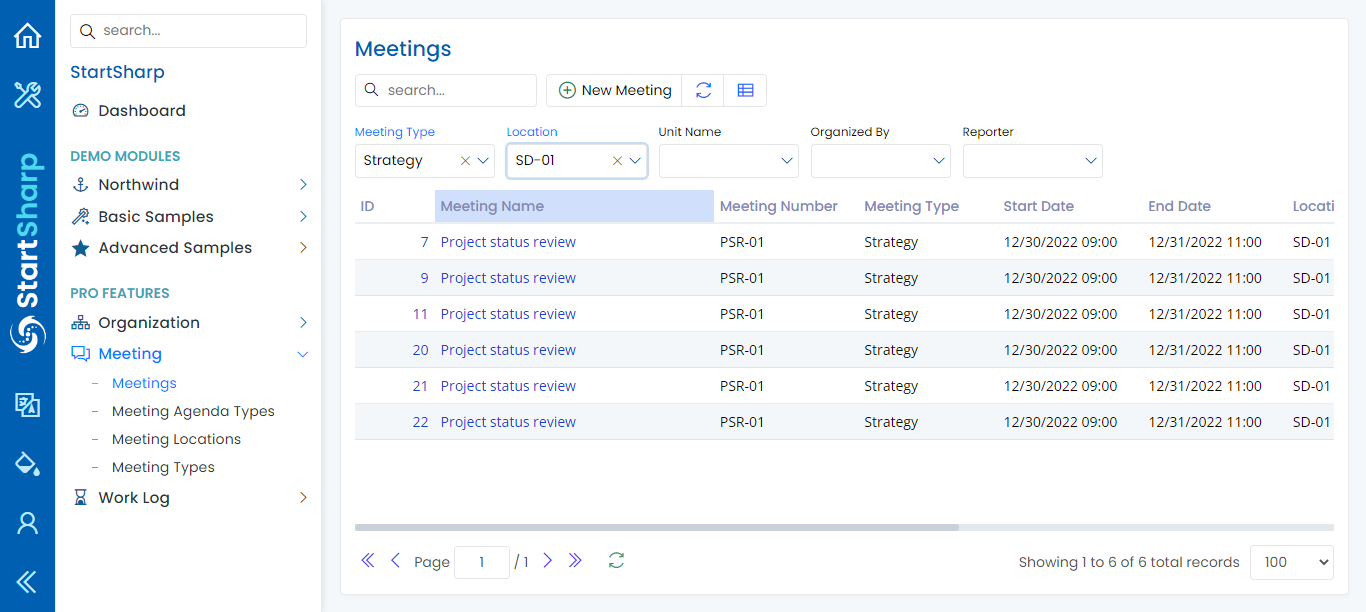 StartSharp
search...
StartSharp
Dashboard
DEMO MODULES
Northwind
Basic Samples
Advanced Samples
PRO FEATURES
Organization
Meeting
– Meetings
– Meeting Agenda Types
– Meeting Locations
– Meeting Types
Work Log
Meetings
search... New Meeting
Meeting Type Location Unit Name Organized By Reporter
Strategy SD-01
ID Meeting Name Meeting Number Meeting Type Start Date End Date Locati
7 Project status review PSR-01 Strategy 12/30/2022 09:00 12/31/2022 11:00 SD-01
9 Project status review PSR-01 Strategy 12/30/2022 09:00 12/31/2022 11:00 SD-01
11 Project status review PSR-01 Strategy 12/30/2022 09:00 12/31/2022 11:00 SD-01
20 Project status review PSR-01 Strategy 12/30/2022 09:00 12/31/2022 11:00 SD-01
21 Project status review PSR-01 Strategy 12/30/2022 09:00 12/31/2022 11:00 SD-01
22 Project status review PSR-01 Strategy 12/30/2022 09:00 12/31/2022 11:00 SD-01
Page 1 / 1 Showing 1 to 6 of 6 total records 100